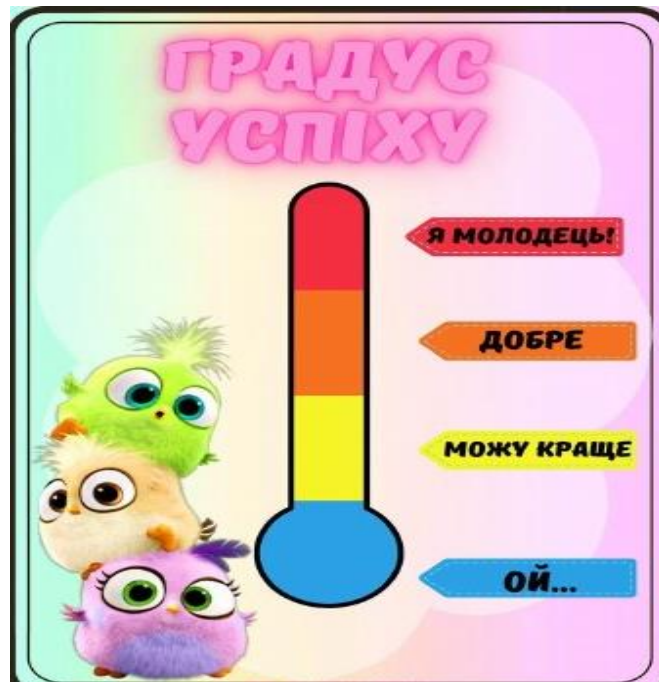 ГРАДУС
УСПІХУ
Я МОЛОДЕЦЬ!
ДОБРЕ
МОЖУ КРАЩЕ
ОЙ...